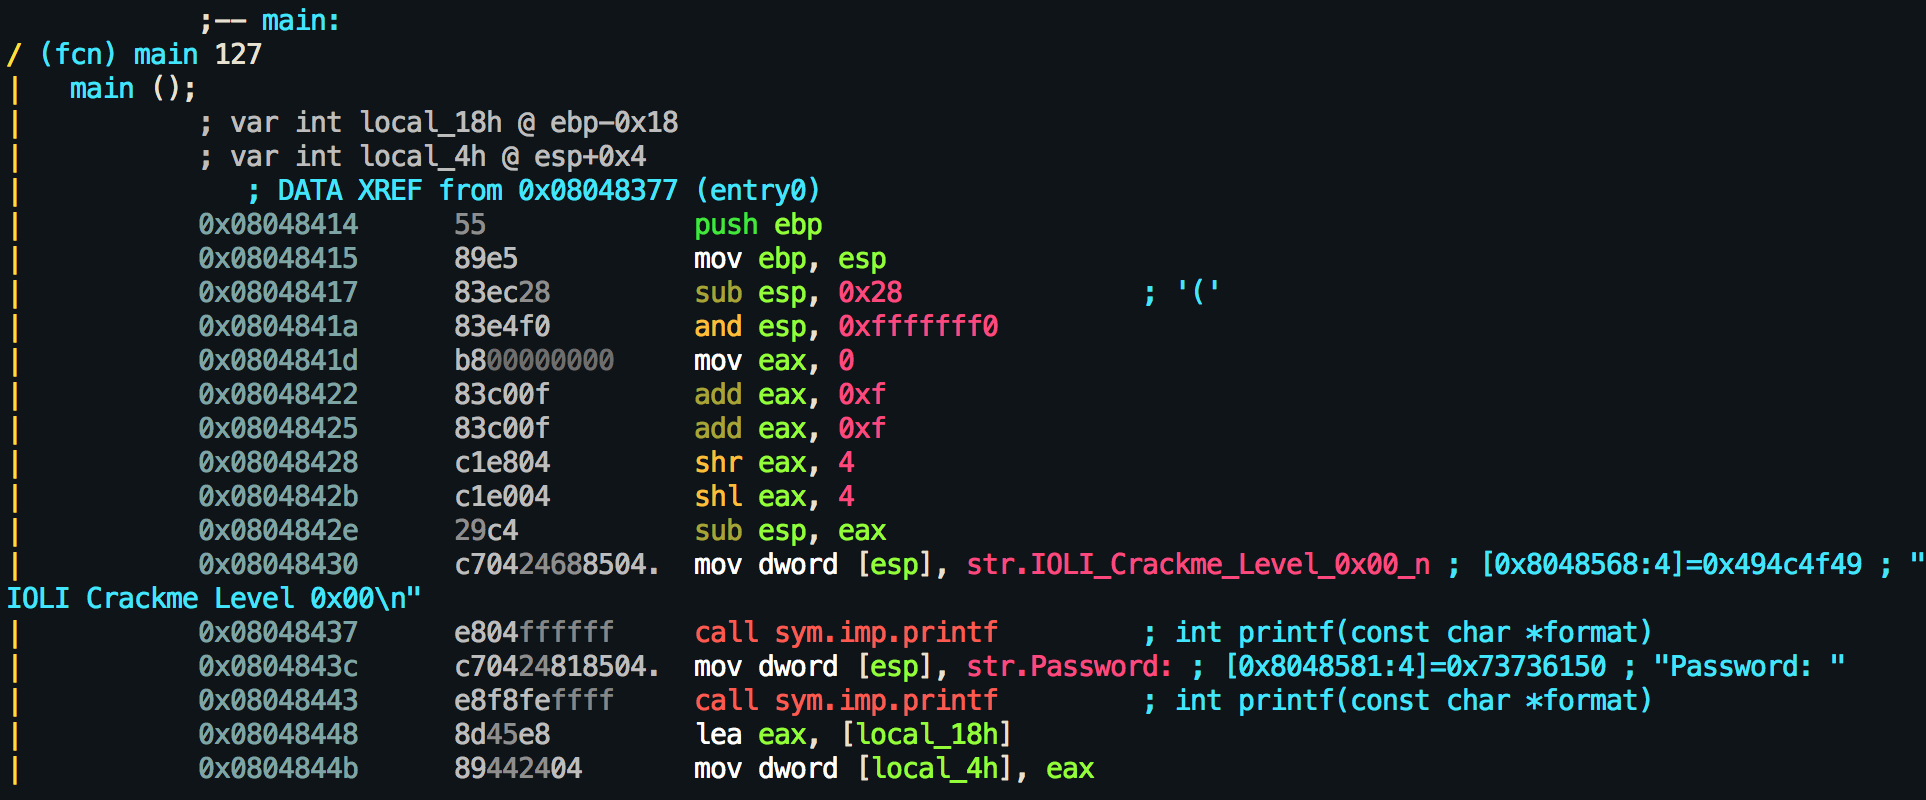 ;-- main:
/ (fcn) main 127
|   main ();
|           ; var int local_18h @ ebp-0x18
|           ; var int local_4h @ esp+0x4
|              ; DATA XREF from 0x08048377 (entry0)
|           0x08048414      55             push ebp
|           0x08048415      89e5           mov ebp, esp
|           0x08048417      83ec28         sub esp, 0x28               ; '('
|           0x0804841a      83e4f0         and esp, 0xfffffff0
|           0x0804841d      b800000000     mov eax, 0
|           0x08048422      83c00f         add eax, 0xf
|           0x08048425      83c00f         add eax, 0xf
|           0x08048428      c1e804         shr eax, 4
|           0x0804842b      c1e004         shl eax, 4
|           0x0804842e      29c4           sub esp, eax
|           0x08048430      c70424688504.  mov dword [esp], str.IOLI_Crackme_Level_0x00_n ; [0x8048568:4]=0x494c4f49 ; "
IOLI Crackme Level 0x00\n"
|           0x08048437      e804ffffff     call sym.imp.printf         ; int printf(const char *format)
|           0x0804843c      c70424818504.  mov dword [esp], str.Password: ; [0x8048581:4]=0x73736150 ; "Password: "
|           0x08048443      e8f8feffff     call sym.imp.printf         ; int printf(const char *format)
|           0x08048448      8d45e8         lea eax, [local_18h]
|           0x0804844b      89442404       mov dword [local_4h], eax